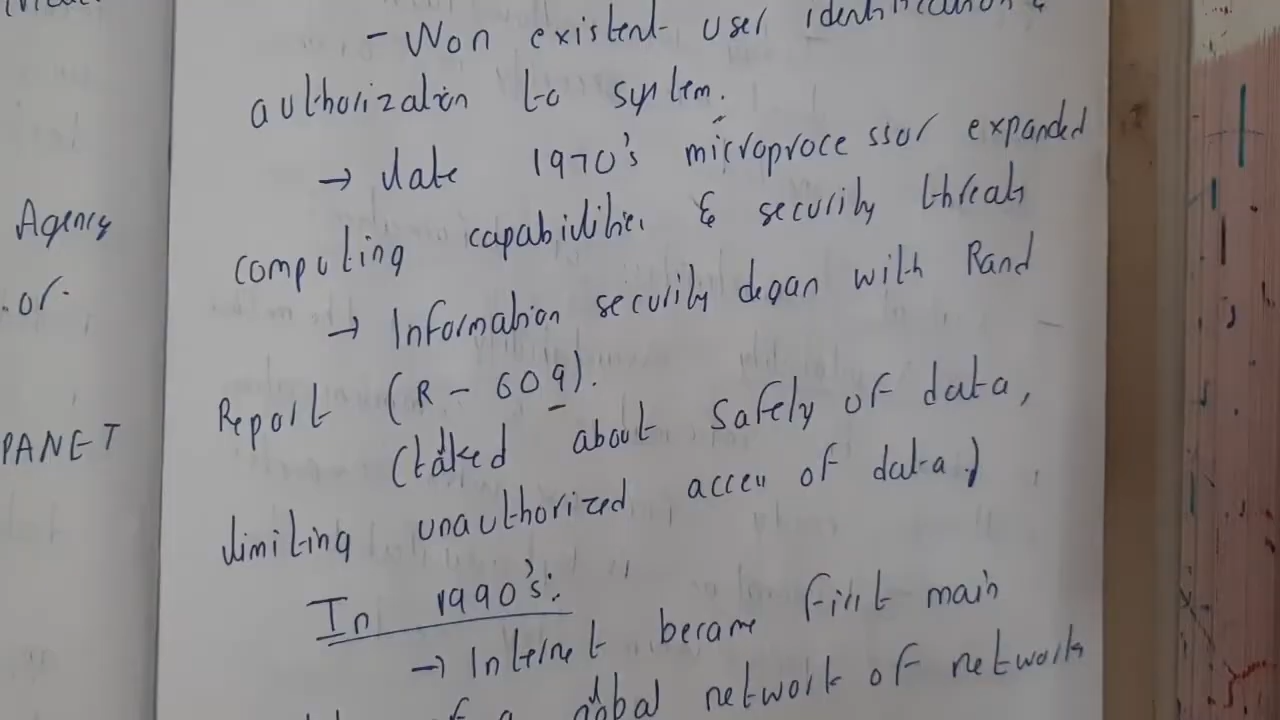 - Non existent user identification &
authorization to system.
→ Late 1970's microprocessor expanded
computing capabilities & security threats
→ Information security began with Rand
Report (R - 609).
(talked about safety of data,
limiting unauthorized access of data)
In 1990's:
→ Internet became first main
of a global network of networks
Agency
or
PANET